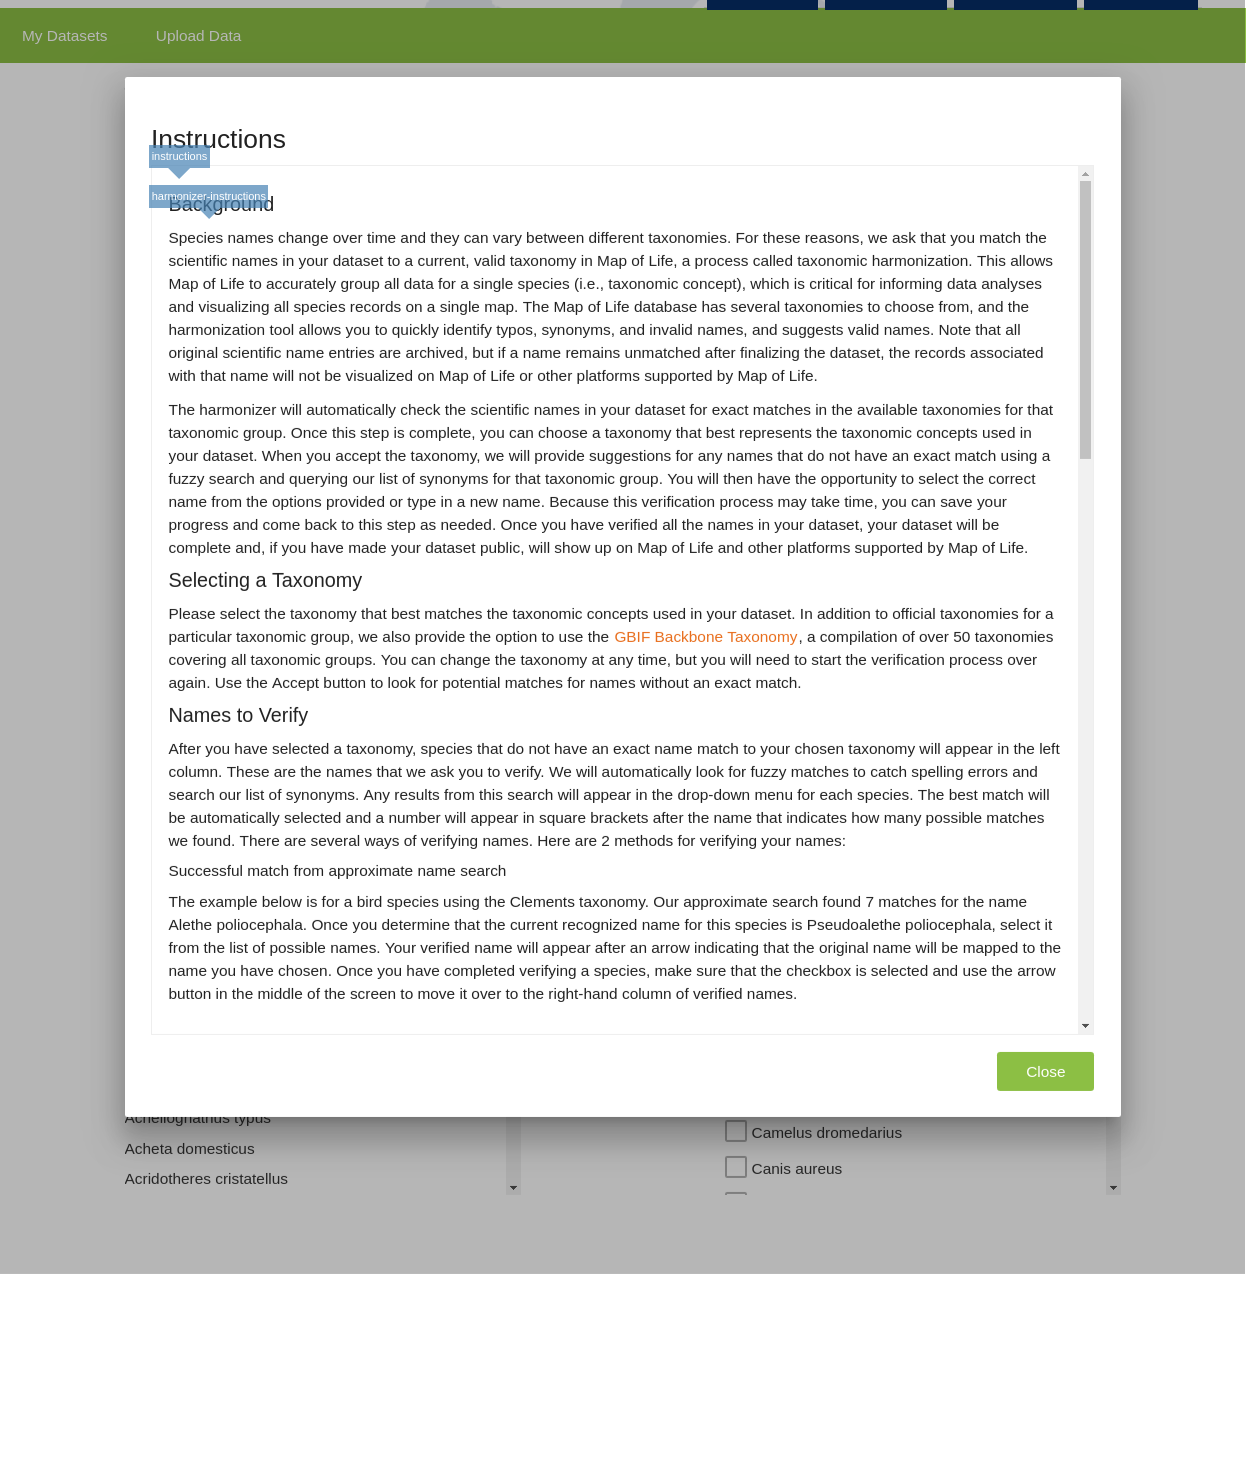 My Datasets Upload Data
Instructions
instructions
harmonizer-instructions
Background
Species names change over time and they can vary between different taxonomies. For these reasons, we ask that you match the
scientific names in your dataset to a current, valid taxonomy in Map of Life, a process called taxonomic harmonization. This allows
Map of Life to accurately group all data for a single species (i.e., taxonomic concept), which is critical for informing data analyses
and visualizing all species records on a single map. The Map of Life database has several taxonomies to choose from, and the
harmonization tool allows you to quickly identify typos, synonyms, and invalid names, and suggests valid names. Note that all
original scientific name entries are archived, but if a name remains unmatched after finalizing the dataset, the records associated
with that name will not be visualized on Map of Life or other platforms supported by Map of Life.
The harmonizer will automatically check the scientific names in your dataset for exact matches in the available taxonomies for that
taxonomic group. Once this step is complete, you can choose a taxonomy that best represents the taxonomic concepts used in
your dataset. When you accept the taxonomy, we will provide suggestions for any names that do not have an exact match using a
fuzzy search and querying our list of synonyms for that taxonomic group. You will then have the opportunity to select the correct
name from the options provided or type in a new name. Because this verification process may take time, you can save your
progress and come back to this step as needed. Once you have verified all the names in your dataset, your dataset will be
complete and, if you have made your dataset public, will show up on Map of Life and other platforms supported by Map of Life.
Selecting a Taxonomy
Please select the taxonomy that best matches the taxonomic concepts used in your dataset. In addition to official taxonomies for a
particular taxonomic group, we also provide the option to use the GBIF Backbone Taxonomy, a compilation of over 50 taxonomies
covering all taxonomic groups. You can change the taxonomy at any time, but you will need to start the verification process over
again. Use the Accept button to look for potential matches for names without an exact match.
Names to Verify
After you have selected a taxonomy, species that do not have an exact name match to your chosen taxonomy will appear in the left
column. These are the names that we ask you to verify. We will automatically look for fuzzy matches to catch spelling errors and
search our list of synonyms. Any results from this search will appear in the drop-down menu for each species. The best match will
be automatically selected and a number will appear in square brackets after the name that indicates how many possible matches
we found. There are several ways of verifying names. Here are 2 methods for verifying your names:
Successful match from approximate name search
The example below is for a bird species using the Clements taxonomy. Our approximate search found 7 matches for the name
Alethe poliocephala. Once you determine that the current recognized name for this species is Pseudoalethe poliocephala, select it
from the list of possible names. Your verified name will appear after an arrow indicating that the original name will be mapped to the
name you have chosen. Once you have completed verifying a species, make sure that the checkbox is selected and use the arrow
button in the middle of the screen to move it over to the right-hand column of verified names.
Close
Acheilognathus typus
Camelus dromedarius
Acheta domesticus
Canis aureus
Acridotheres cristatellus